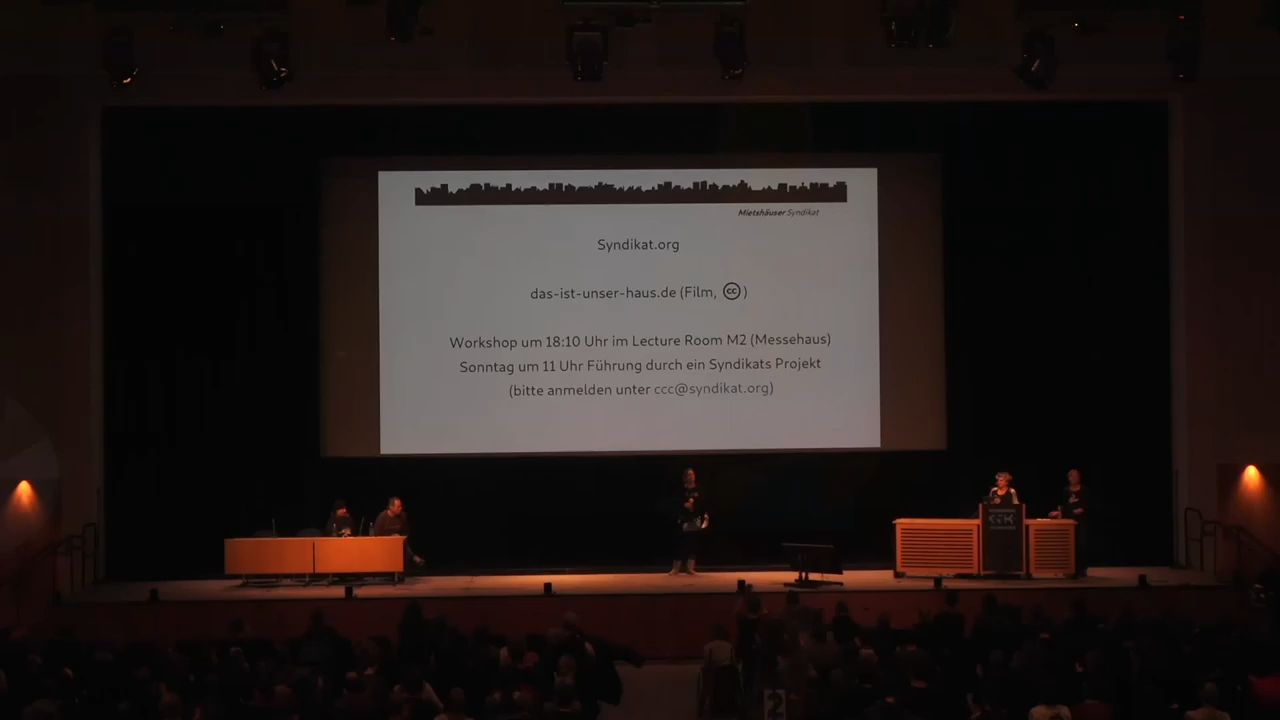 Mietshäuser Syndikat
Syndikat.org
das-ist-unser-haus.de (Film, cc)
Workshop um 18:10 Uhr im Lecture Room M2 (Messehaus)
Sonntag um 11 Uhr Führung durch ein Syndikats Projekt
(bitte anmelden unter ccc@syndikat.org)
2